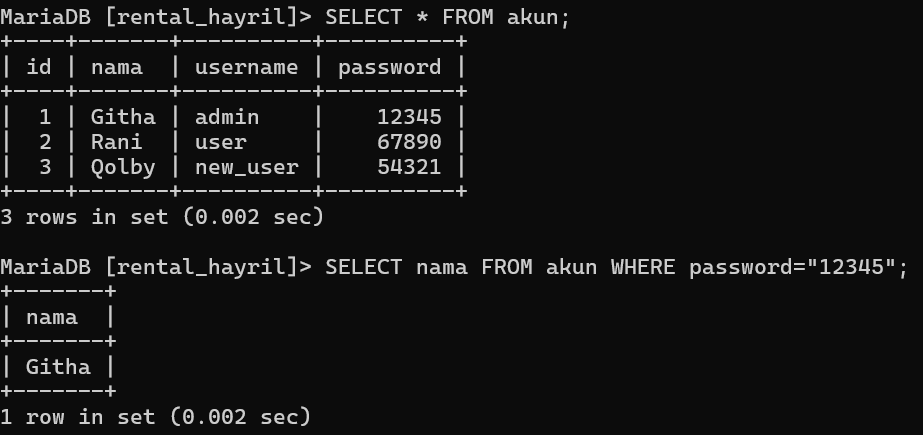 MariaDB [rental_hayril]> SELECT * FROM akun;
+----+-------+----------+----------+
| id | nama  | username | password |
+----+-------+----------+----------+
|  1 | Githa | admin    |    12345 |
|  2 | Rani  | user     |    67890 |
|  3 | Qolby | new_user |    54321 |
+----+-------+----------+----------+
3 rows in set (0.002 sec)

MariaDB [rental_hayril]> SELECT nama FROM akun WHERE password="12345";
+-------+
| nama  |
+-------+
| Githa |
+-------+
1 row in set (0.002 sec)